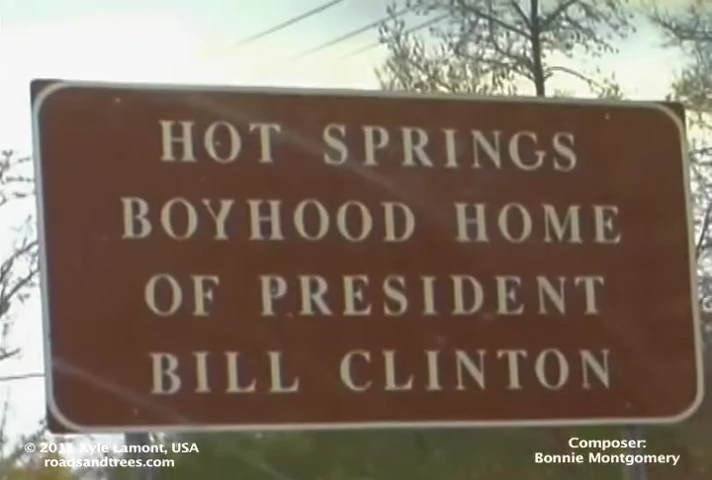 HOT SPRINGS
BOYHOOD HOME
OF PRESIDENT
BILL CLINTON
© Kyle Lamont, USA
roadsandtrees.com
Composer:
Bonnie Montgomery